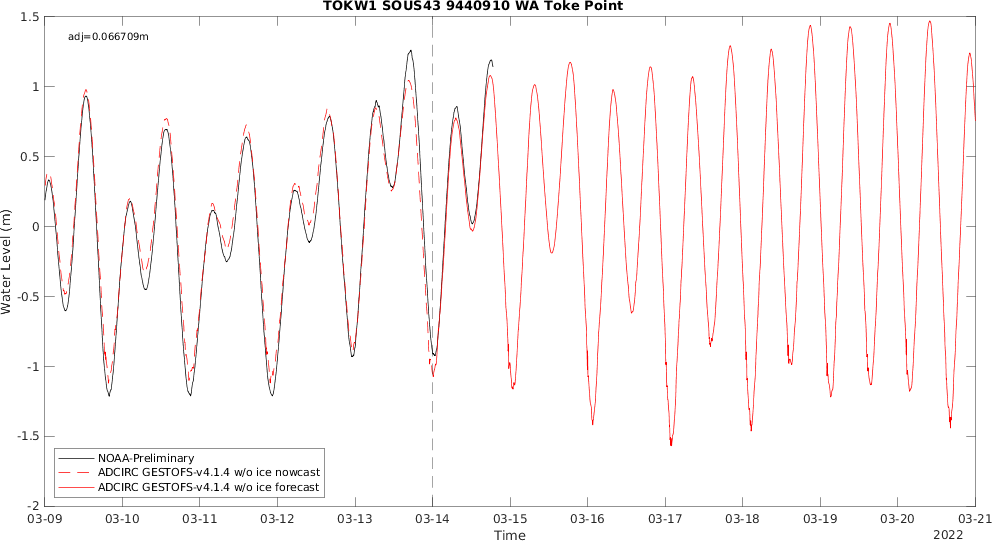 TOKW1 SOUS43 9440910 WA Toke Point
adj=0.066709m
1.5
1
0.5
0
-0.5
-1
-1.5
-2
Water Level (m)
NOAA-Preliminary
ADCIRC GESTOFS-v4.1.4 w/o ice nowcast
ADCIRC GESTOFS-v4.1.4 w/o ice forecast
03-09 03-10 03-11 03-12 03-13 03-14 03-15 03-16 03-17 03-18 03-19 03-20 03-21
Time
2022